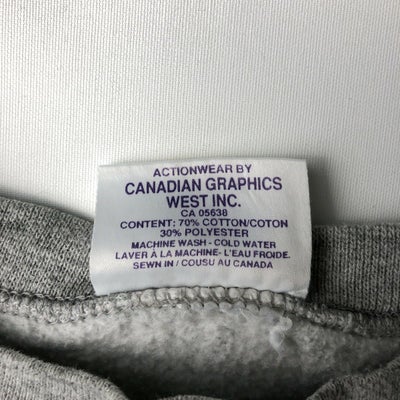 ACTIONWEAR BY
CANADIAN GRAPHICS
WEST INC.
CA 05638
CONTENT: 70% COTTON/COTON
30% POLYESTER
MACHINE WASH - COLD WATER
LAVER A LA MACHINE- L'EAU FROIDE.
SEWN IN / COUSU AU CANADA